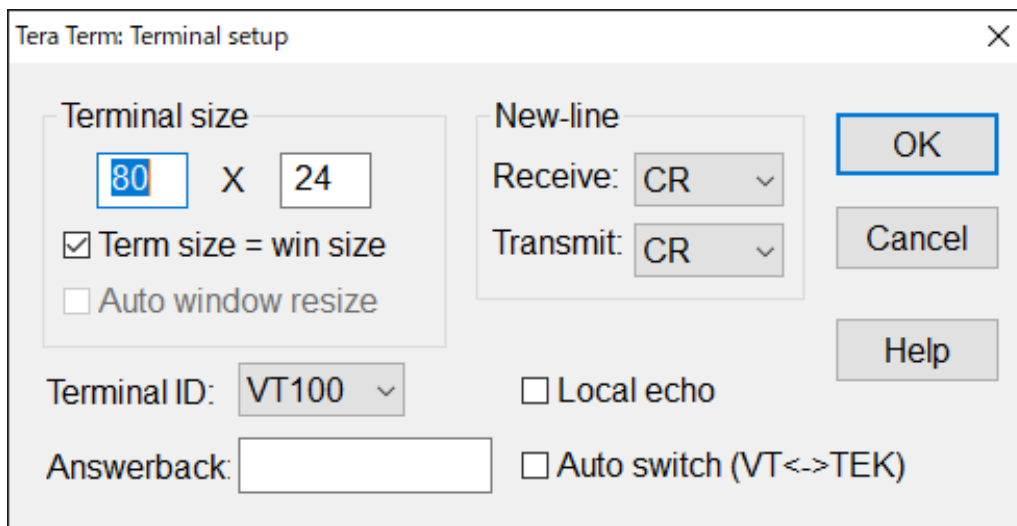 Tera Term: Terminal setup
Terminal size
80 X 24
Term size = win size
Auto window resize
New-line
Receive: CR
Transmit: CR
OK
Cancel
Help
Terminal ID: VT100
Local echo
Answerback:
Auto switch (VT<->TEK)